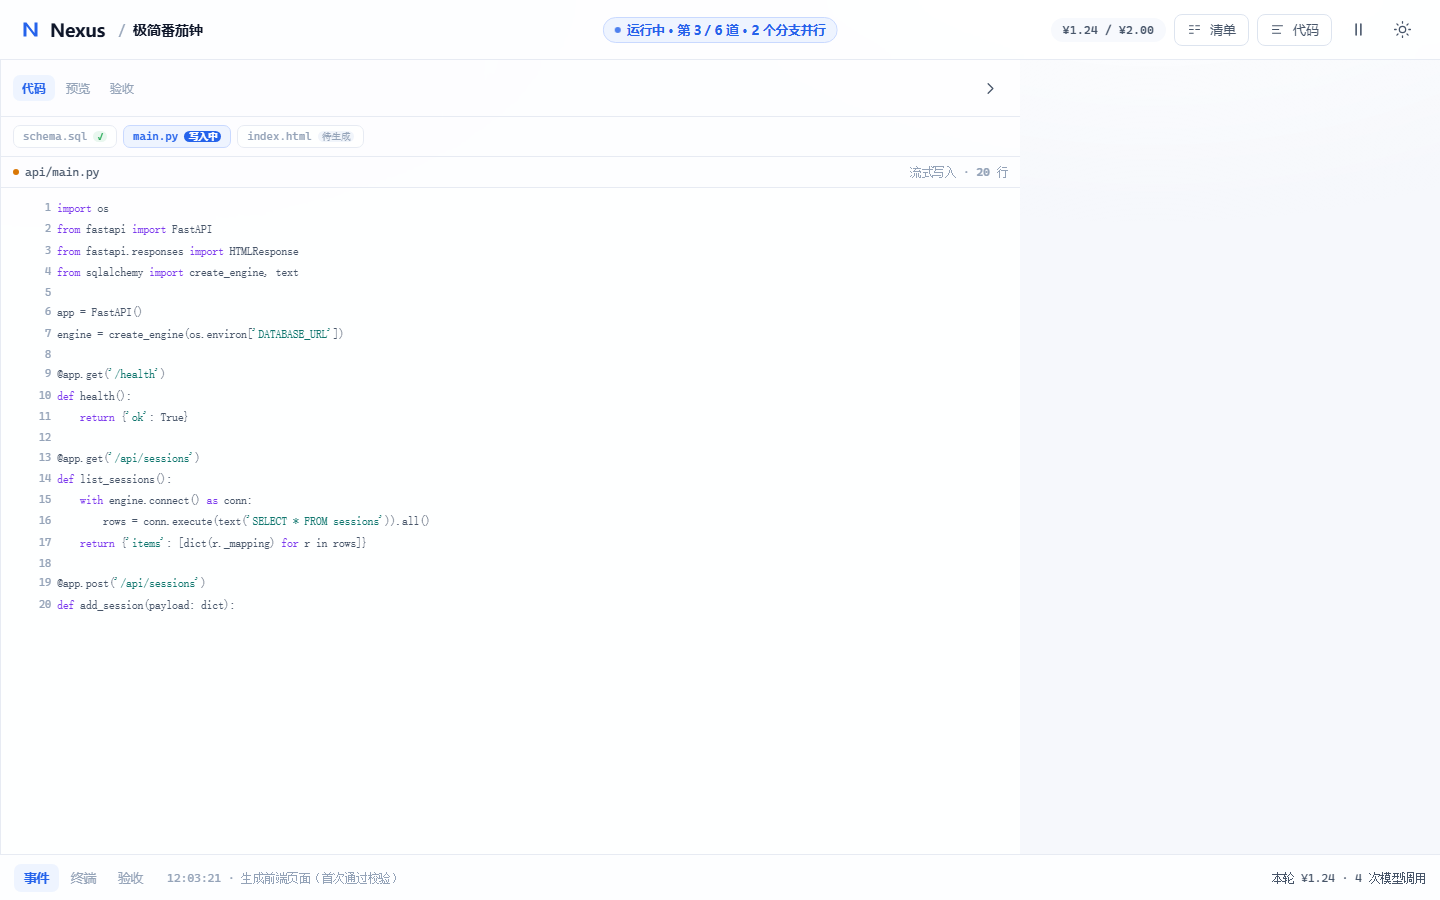 Nexus / 极简番茄钟
运行中 • 第 3 / 6 道 • 2 个分支并行
¥1.24 / ¥2.00
清单
代码
代码 预览 验收
schema.sql ✓ main.py 写入中 index.html 待生成
api/main.py 流式写入 · 20 行
1 import os
2 from fastapi import FastAPI
3 from fastapi.responses import HTMLResponse
4 from sqlalchemy import create_engine, text
5
6 app = FastAPI()
7 engine = create_engine(os.environ['DATABASE_URL'])
8
9 @app.get('/health')
10 def health():
11     return {'ok': True}
12
13 @app.get('/api/sessions')
14 def list_sessions():
15     with engine.connect() as conn:
16         rows = conn.execute(text('SELECT * FROM sessions')).all()
17     return {'items': [dict(r._mapping) for r in rows]}
18
19 @app.post('/api/sessions')
20 def add_session(payload: dict):
事件 终端 验收 12:03:21 · 生成前端页面（首次通过校验）
本轮 ¥1.24 · 4 次模型调用